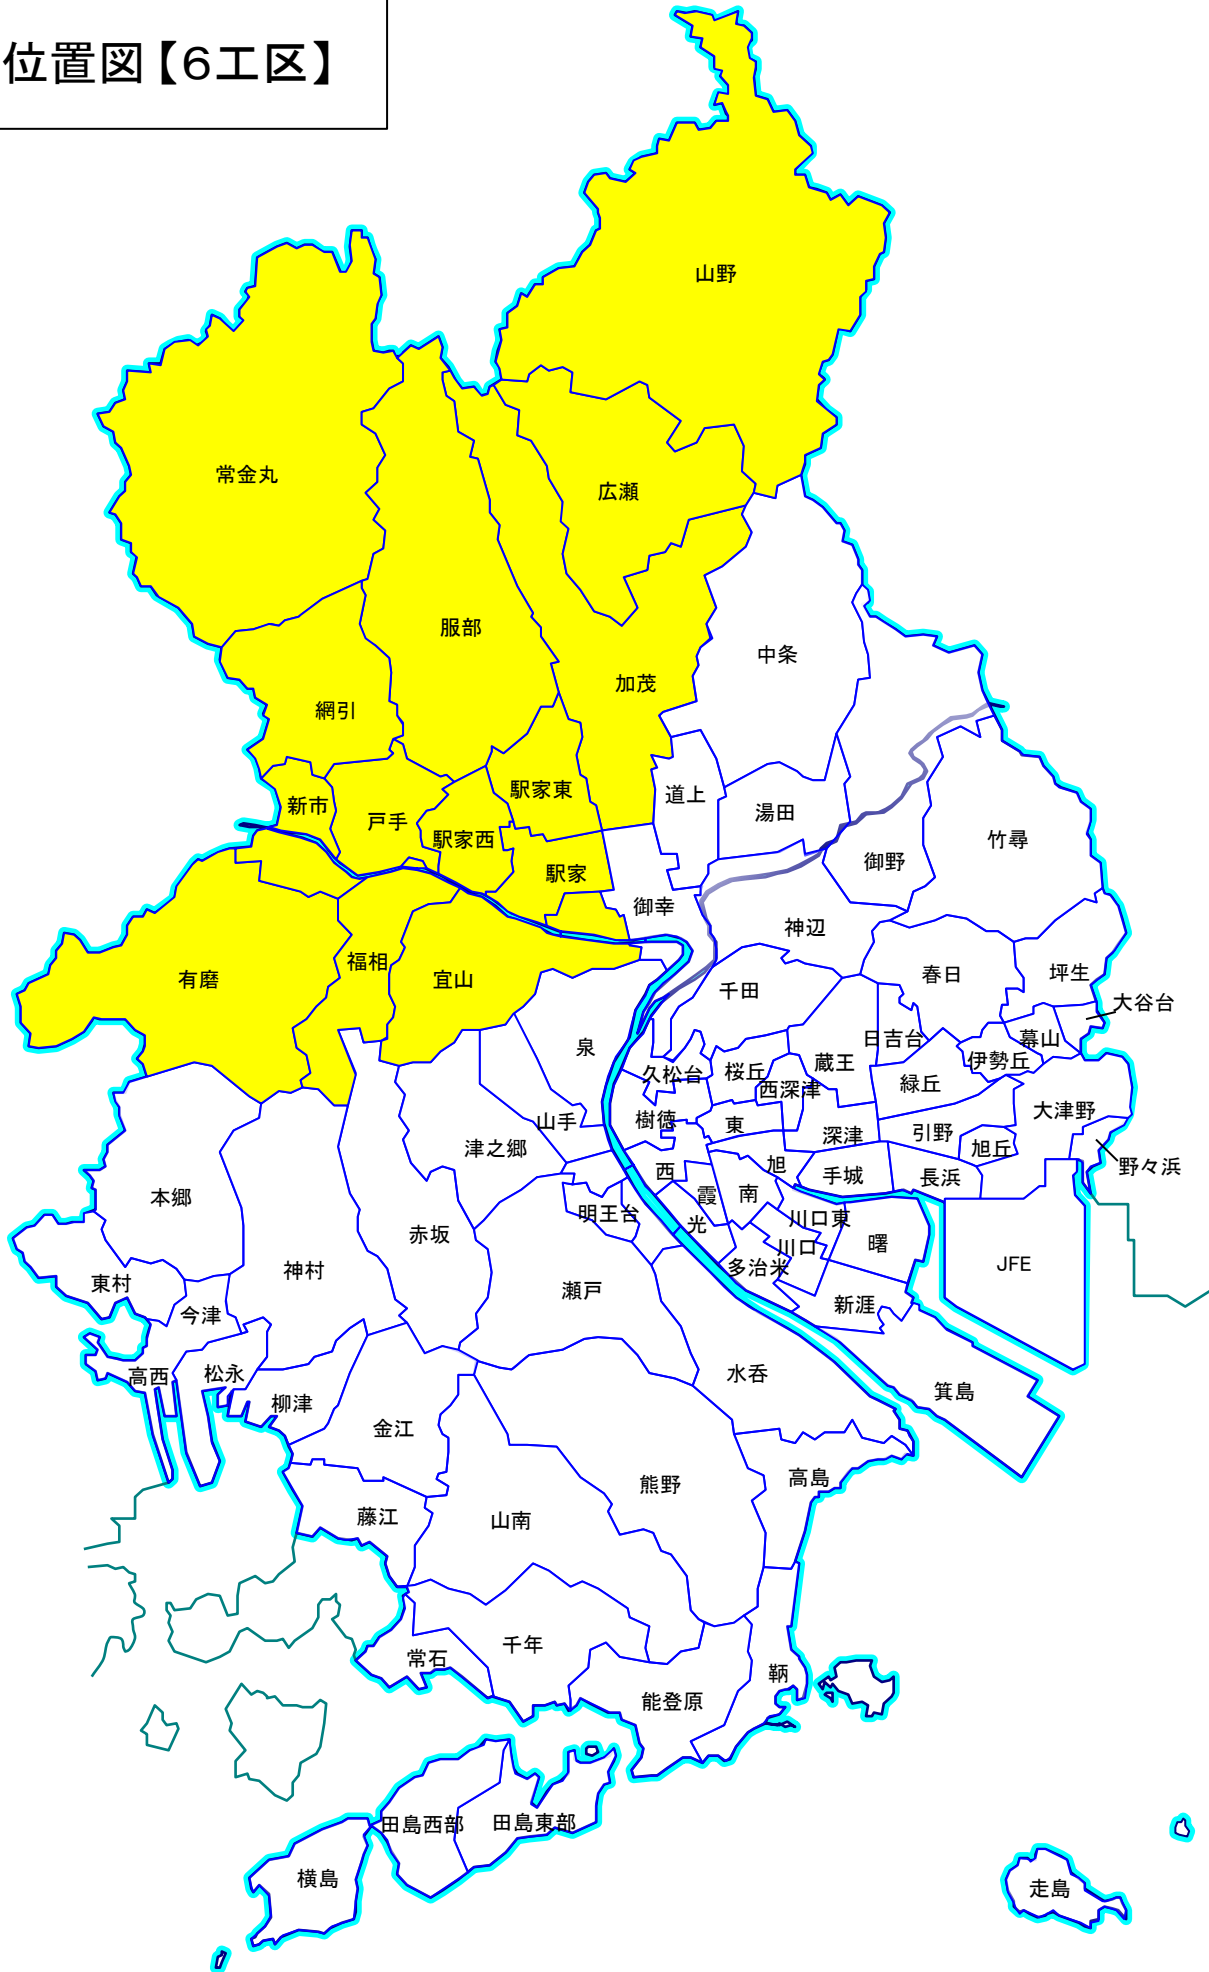 位置図【6工区】
山野
常金丸
広瀬
服部
中条
加茂
網引
駅家東
道上
新市
湯田
戸手
駅家西
竹尋
御野
駅家
御幸
神辺
福相
坪生
春日
有磨
宜山
千田
大谷台
幕山
日吉台
泉
伊勢丘
蔵王
桜丘
久松台
緑丘
西深津
大津野
樹徳
山手
東
引野
深津
津之郷
旭丘
旭
野々浜
西
手城
長浜
本郷
霞
南
明王台
川口東
光
赤坂
曙
川口
JFE
多治米
神村
東村
瀬戸
新涯
今津
松永
水呑
高西
箕島
柳津
金江
高島
熊野
藤江
山南
千年
常石
鞆
能登原
田島東部
田島西部
横島
走島